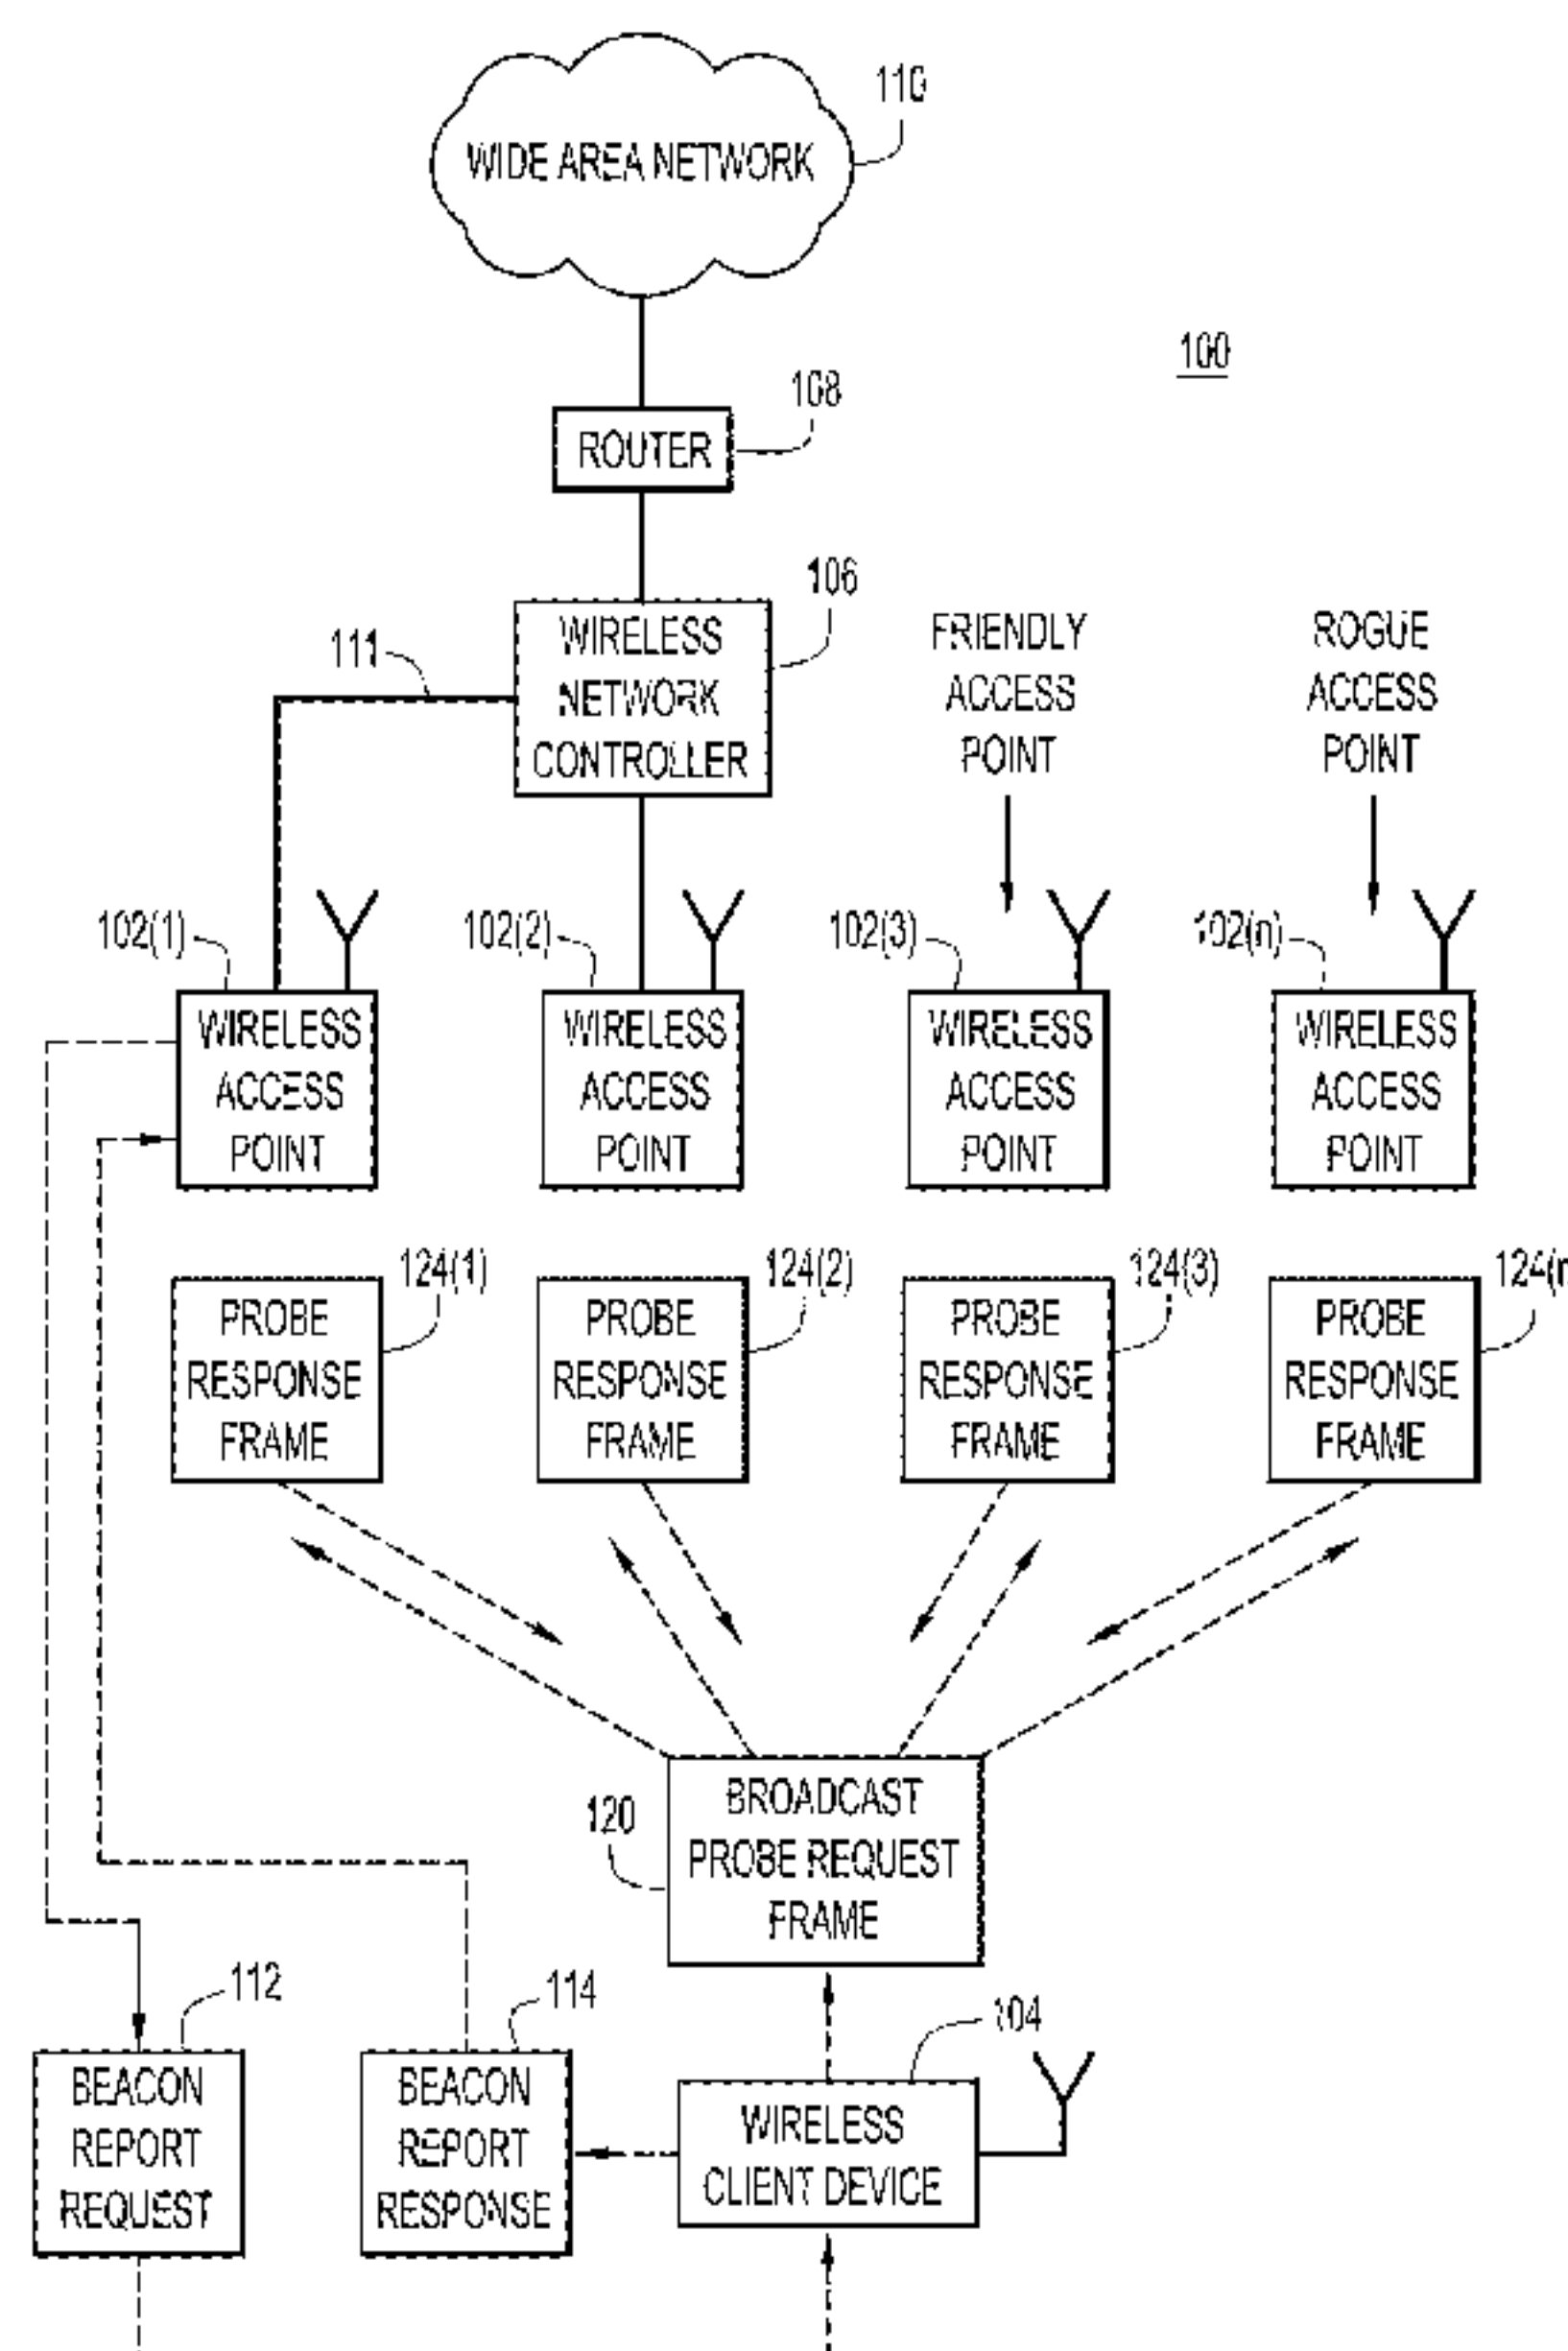 110
WIDE AREA NETWORK
100
108
ROUTER
106
WIRELESS
NETWORK
CONTROLLER
111
FRIENDLY
ACCESS
POINT
ROGUE
ACCESS
POINT
102(1)
102(2)
102(3)
102(n)
WIRELESS
ACCESS
POINT
WIRELESS
ACCESS
POINT
WIRELESS
ACCESS
POINT
WIRELESS
ACCESS
POINT
124(1)
124(2)
124(3)
124(n
PROBE
RESPONSE
FRAME
PROBE
RESPONSE
FRAME
PROBE
RESPONSE
FRAME
PROBE
RESPONSE
FRAME
120
BROADCAST
PROBE REQUEST
FRAME
112
114
104
BEACON
REPORT
REQUEST
BEACON
REPORT
RESPONSE
WIRELESS
CLIENT DEVICE